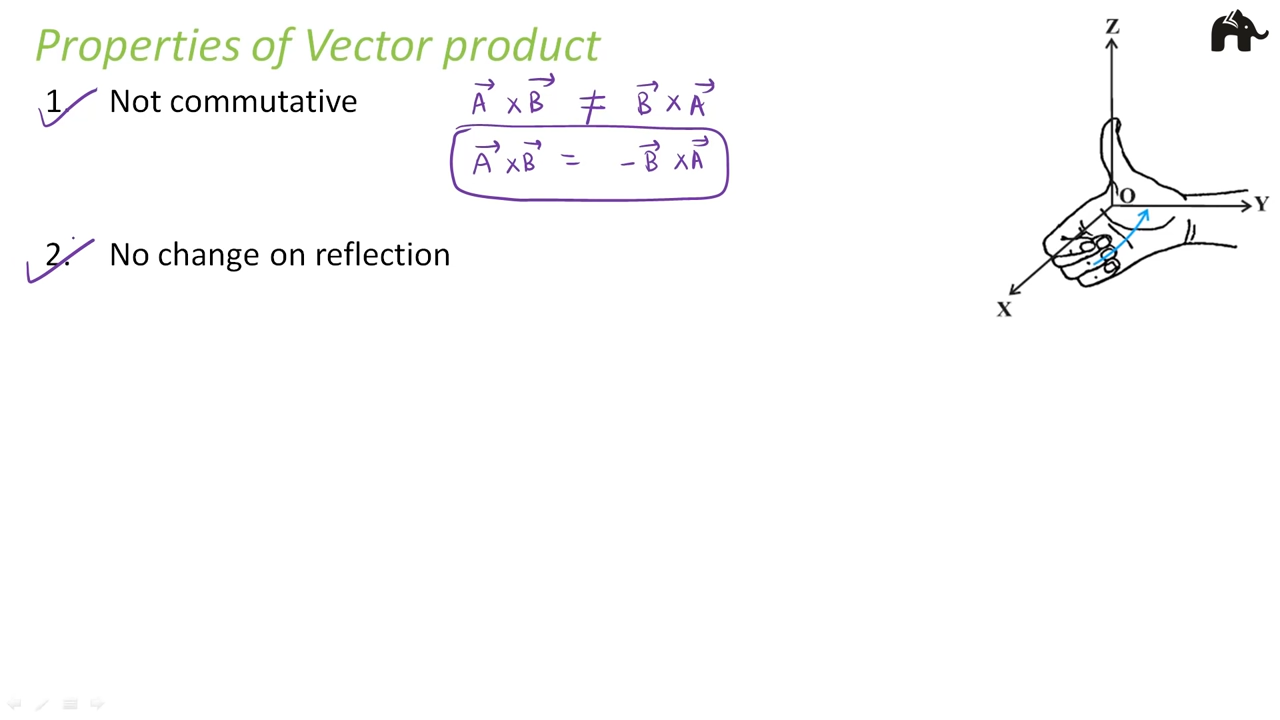 Properties of Vector product
1. Not commutative
A⃗ × B⃗ ≠ B⃗ × A⃗
A⃗ × B⃗ = − B⃗ × A⃗
2. No change on reflection
Z
O
Y
X